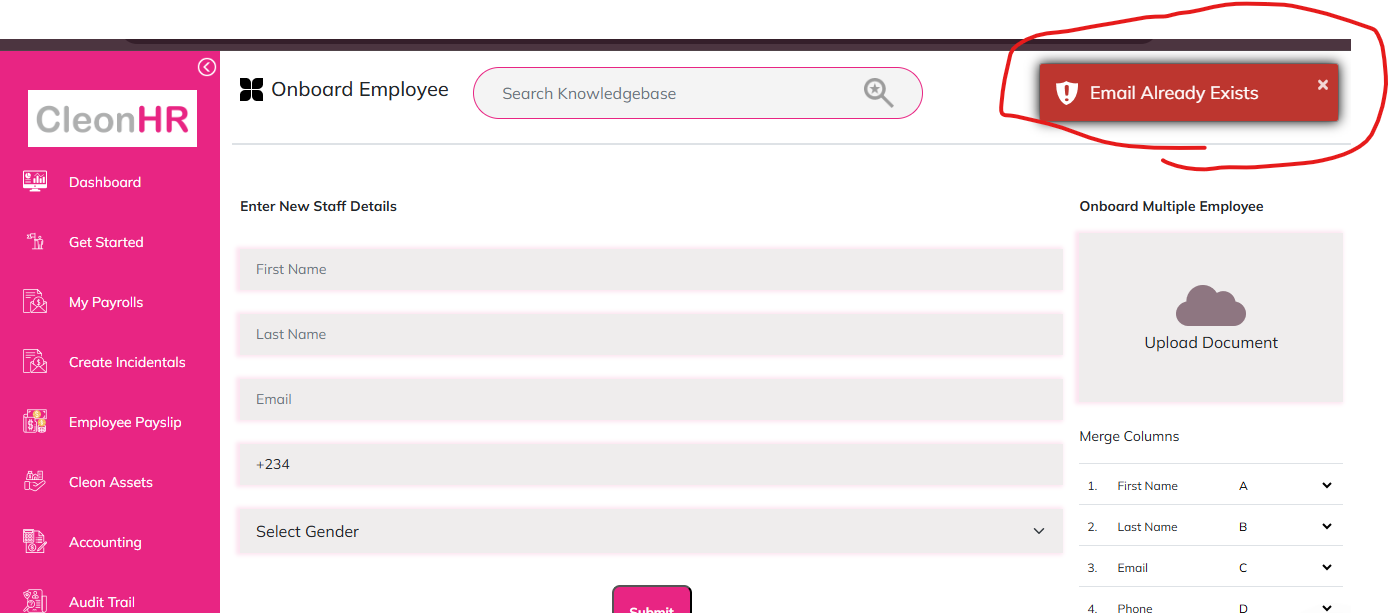 Onboard Employee
Search Knowledgebase
Email Already Exists
×
CleonHR
Dashboard
Get Started
My Payrolls
Create Incidentals
Employee Payslip
Cleon Assets
Accounting
Audit Trail
Enter New Staff Details
First Name
Last Name
Email
+234
Select Gender
Submit
Onboard Multiple Employee
Upload Document
Merge Columns
1. First Name A
2. Last Name B
3. Email C
4. Phone D